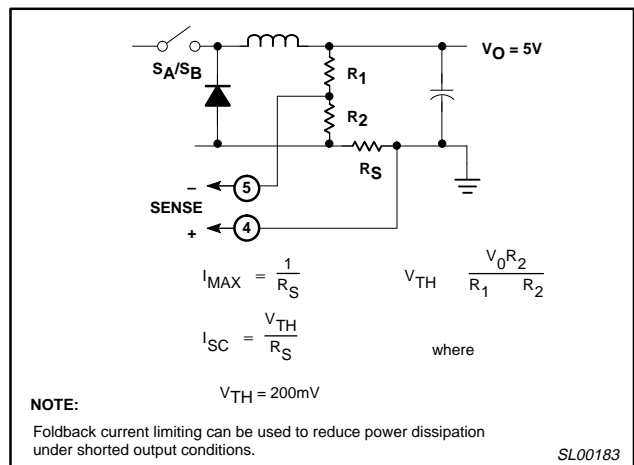 SA/SB
R1
VO = 5V
R2
RS
– 5
SENSE
+ 4
IMAX = 1/RS VTH V0R2/R1 R2
ISC = VTH/RS where
VTH = 200mV
NOTE:
Foldback current limiting can be used to reduce power dissipation
under shorted output conditions.
SL00183